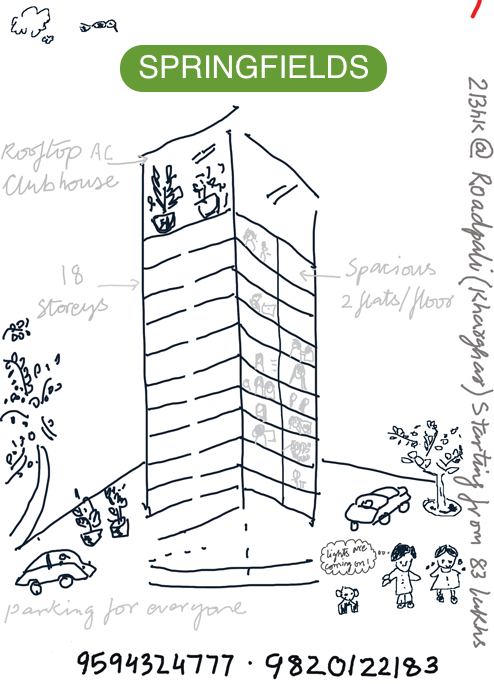 SPRINGFIELDS
Rooftop AC
Clubhouse
18
Storeys
Spacious
2 flats/floor
2Bhk @ Roadpali (Kharghar) Starting from 83 lakhs
lights are
coming on!
parking for everyone
9594324777 · 9820122183